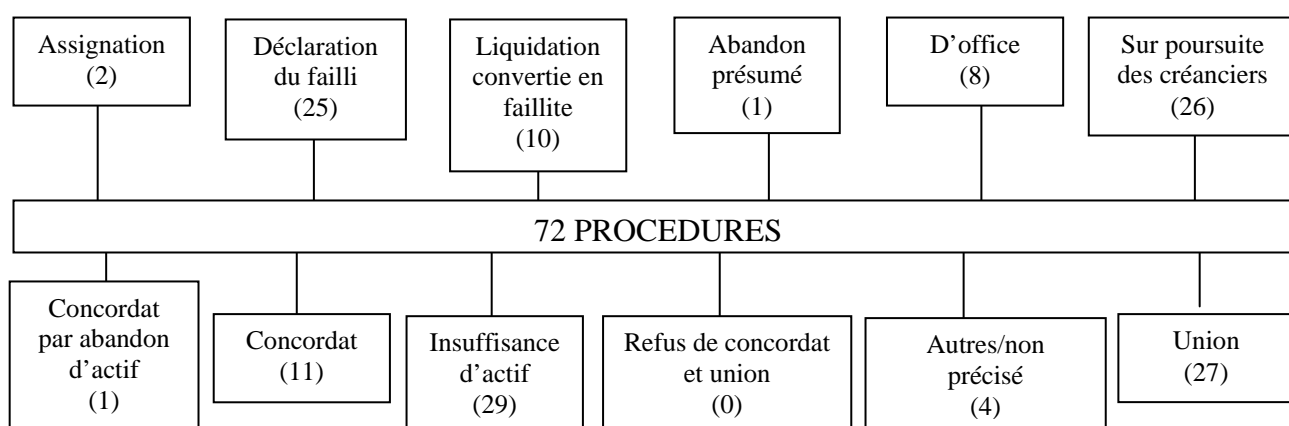 Assignation
(2)
Déclaration
du failli
(25)
Liquidation
convertie en
faillite
(10)
Abandon
présumé
(1)
D’office
(8)
Sur poursuite
des créanciers
(26)
72 PROCEDURES
Concordat
par abandon
d’actif
(1)
Concordat
(11)
Insuffisance
d’actif
(29)
Refus de concordat
et union
(0)
Autres/non
précisé
(4)
Union
(27)